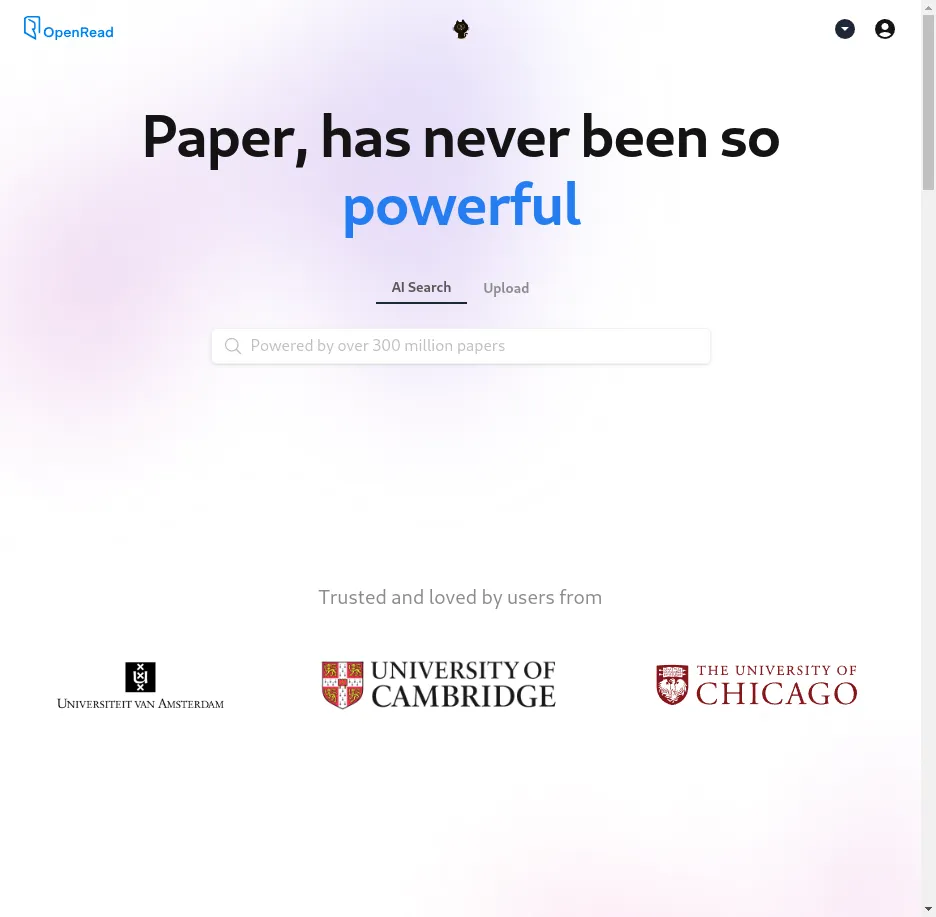 OpenRead
Paper, has never been so
powerful
AI Search
Upload
Powered by over 300 million papers
Trusted and loved by users from
UNIVERSITEIT VAN AMSTERDAM
UNIVERSITY OF
CAMBRIDGE
THE UNIVERSITY OF
CHICAGO